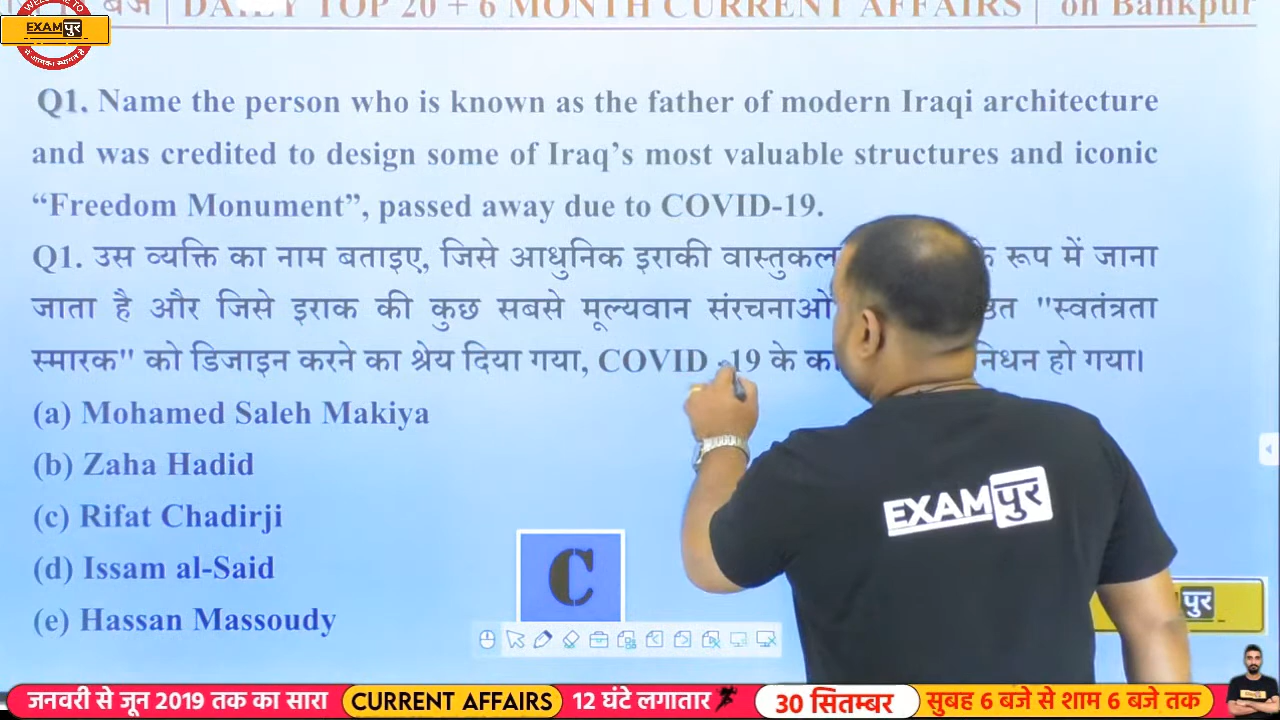 बजे | DAILY TOP 20 + 6 MONTH CURRENT AFFAIRS | on Bankpur
WELCOME TO
EXAMपुर
में आपका स्वागत है
Q1. Name the person who is known as the father of modern Iraqi architecture
and was credited to design some of Iraq’s most valuable structures and iconic
“Freedom Monument”, passed away due to COVID-19.
Q1. उस व्यक्ति का नाम बताइए, जिसे आधुनिक इराकी वास्तुकल के रूप में जाना
जाता है और जिसे इराक की कुछ सबसे मूल्यवान संरचनाओं "स्वतंत्रता
स्मारक" को डिजाइन करने का श्रेय दिया गया, COVID -19 के निधन हो गया।
(a) Mohamed Saleh Makiya
(b) Zaha Hadid
(c) Rifat Chadirji
(d) Issam al-Said
(e) Hassan Massoudy
C
EXAMपुर
पुर
जनवरी से जून 2019 तक का सारा CURRENT AFFAIRS 12 घंटे लगातार 30 सितम्बर सुबह 6 बजे से शाम 6 बजे तक